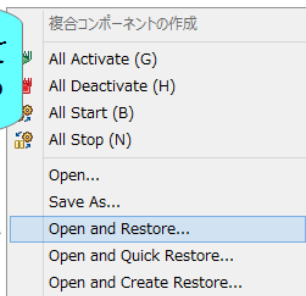 複合コンポーネントの作成
All Activate (G)
All Deactivate (H)
All Start (B)
All Stop (N)
Open...
Save As...
Open and Restore...
Open and Quick Restore...
Open and Create Restore...